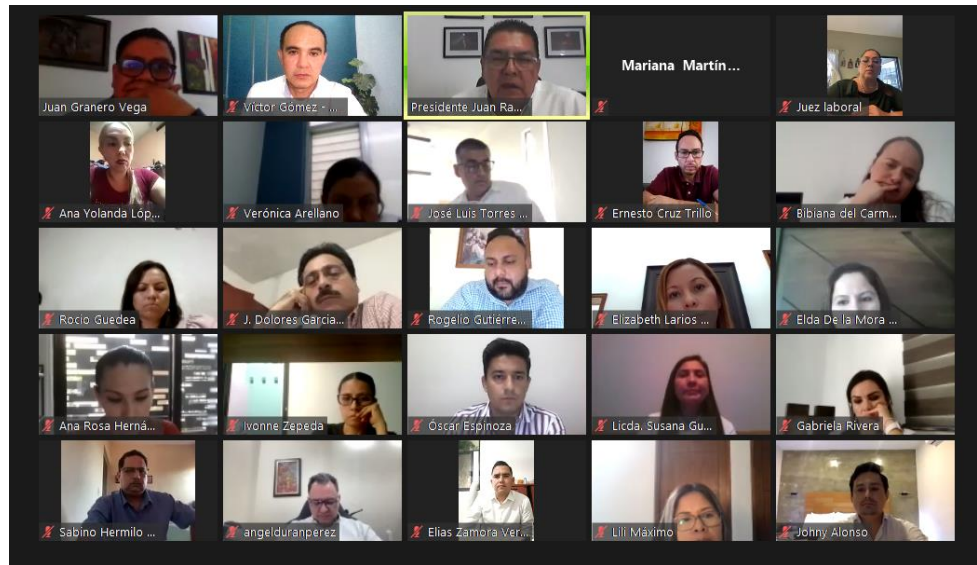 Juan Granero Vega
Víctor Gómez - ...
Presidente Juan Ra...
Mariana Martín...
Juez laboral
Ana Yolanda Lóp...
Verónica Arellano
José Luis Torres ...
Ernesto Cruz Trillo
Bibiana del Carm...
Rocio Guedea
J. Dolores Garcia...
Rogelio Gutiérre...
Elizabeth Larios ...
Elda De la Mora ...
Ana Rosa Herná...
Ivonne Zepeda
Óscar Espinoza
Licda. Susana Gu...
Gabriela Rivera
Sabino Hermilo ...
angelduranperez
Elias Zamora Ver...
Lili Máximo
Johny Alonso